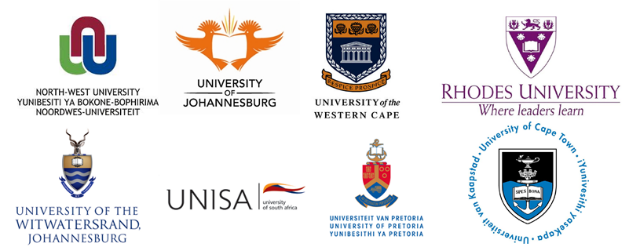 NORTH-WEST UNIVERSITY
YUNIBESITI YA BOKONE-BOPHIRIMA
NOORDWES-UNIVERSITEIT
UNIVERSITY
OF
JOHANNESBURG
RESPICE PROSPICE
UNIVERSITY of the
WESTERN CAPE
RHODES UNIVERSITY
Where leaders learn
UNIVERSITY OF THE
WITWATERSRAND,
JOHANNESBURG
UNISA
university
of south africa
UNIVERSITEIT VAN PRETORIA
UNIVERSITY OF PRETORIA
YUNIBESITHI YA PRETORIA
University of Cape Town · iYunivesithi yaseKapa · Universiteit van Kaapstad ·
SPES BONA